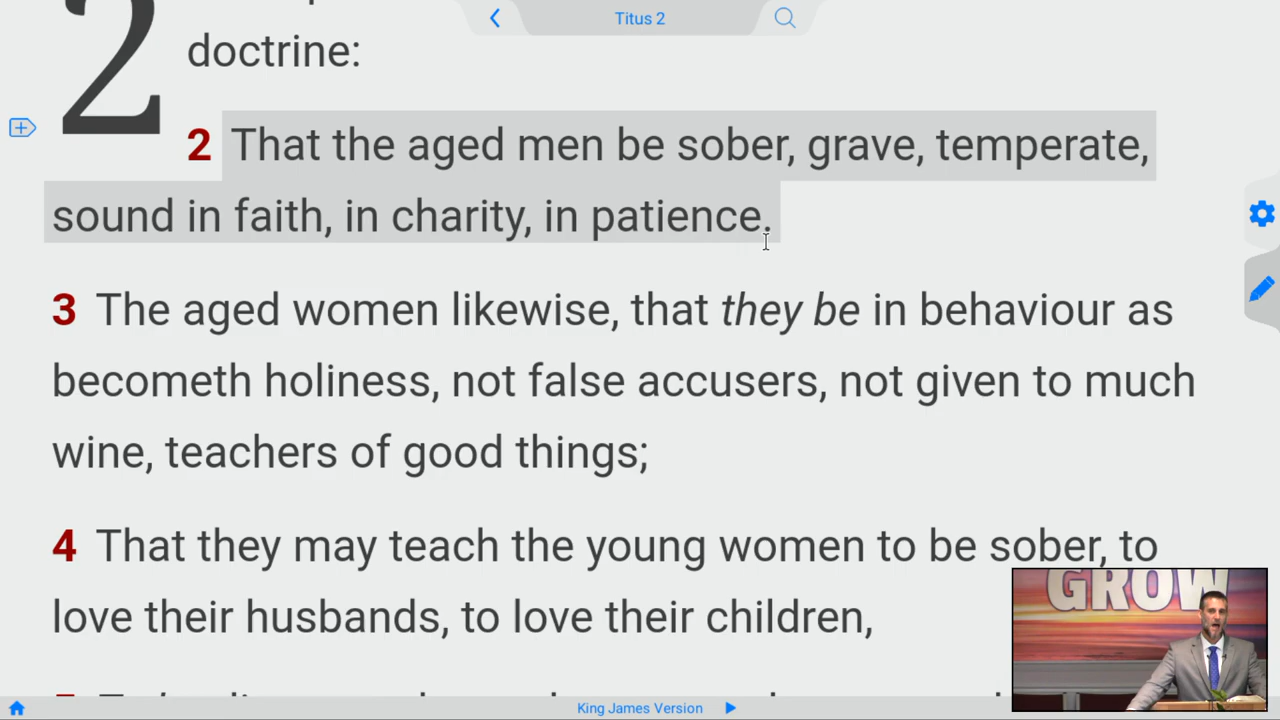 Titus 2
2
doctrine:
2 That the aged men be sober, grave, temperate,
sound in faith, in charity, in patience.
3 The aged women likewise, that they be in behaviour as
becometh holiness, not false accusers, not given to much
wine, teachers of good things;
4 That they may teach the young women to be sober, to
love their husbands, to love their children,
GROW
King James Version